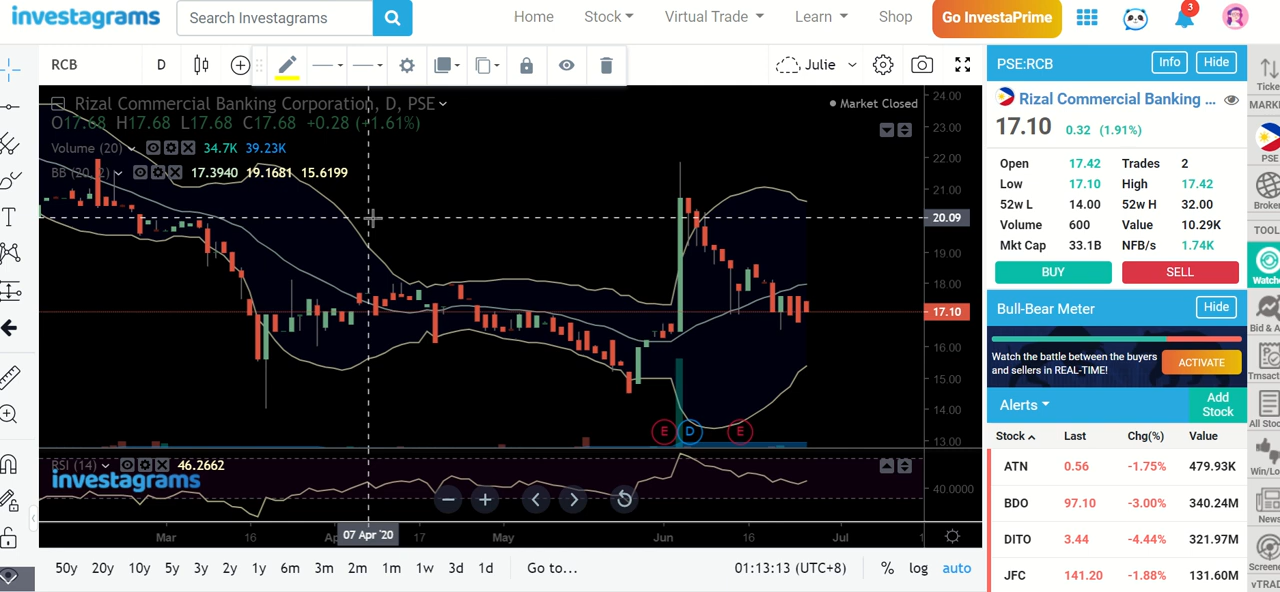 investagrams
Search Investagrams
Home
Stock
Virtual Trade
Learn
Shop
Go InvestaPrime
3
RCB
D
Julie
Rizal Commercial Banking Corporation, D, PSE
Market Closed
O17.68 H17.68 L17.68 C17.68 +0.28 (+1.61%)
Volume (20) 34.7K 39.23K
BB (20, 2) 17.3940 19.1681 15.6199
24.00
23.00
22.00
21.00
20.09
19.00
18.00
17.10
16.00
15.00
14.00
13.00
E
D
E
RSI (14) 46.2662
investagrams
40.0000
Mar
16
07 Apr '20
17
May
Jun
16
Jul
50y 20y 10y 5y 3y 2y 1y 6m 3m 2m 1m 1w 3d 1d Go to...
01:13:13 (UTC+8) % log auto
PSE:RCB
Info
Hide
Rizal Commercial Banking ...
17.10 0.32 (1.91%)
Open 17.42 Trades 2
Low 17.10 High 17.42
52w L 14.00 52w H 32.00
Volume 600 Value 10.29K
Mkt Cap 33.1B NFB/s 1.74K
BUY
SELL
Bull-Bear Meter
Hide
Watch the battle between the buyers
and sellers in REAL-TIME!
ACTIVATE
Alerts
Add
Stock
Stock Last Chg(%) Value
ATN 0.56 -1.75% 479.93K
BDO 97.10 -3.00% 340.24M
DITO 3.44 -4.44% 321.97M
JFC 141.20 -1.88% 131.60M
PSE
News